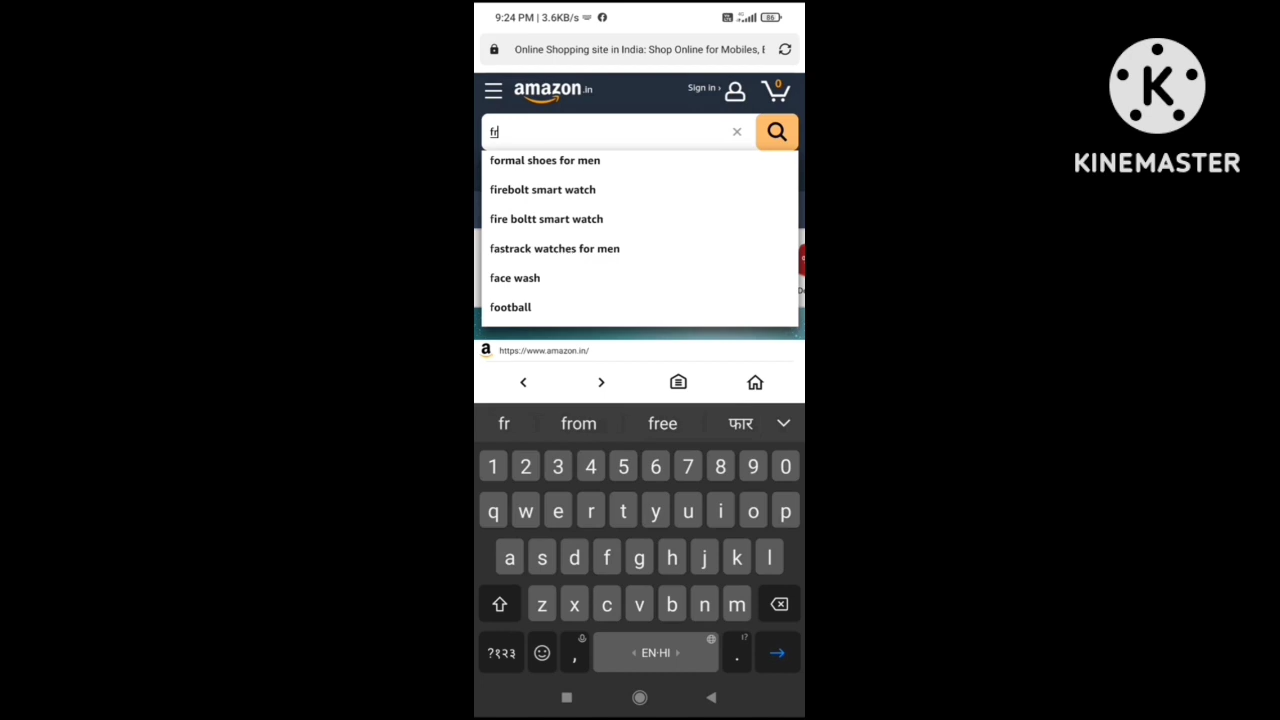 9:24 PM | 3.6KB/s
4G
86
Online Shopping site in India: Shop Online for Mobiles, E
amazon.in
Sign in ›
0
fr
formal shoes for men
firebolt smart watch
fire boltt smart watch
fastrack watches for men
face wash
football
a https://www.amazon.in/
fr from free फार
1 2 3 4 5 6 7 8 9 0
q w e r t y u i o p
a s d f g h j k l
z x c v b n m
?१२३ , EN·HI . !?
K
KINEMASTER